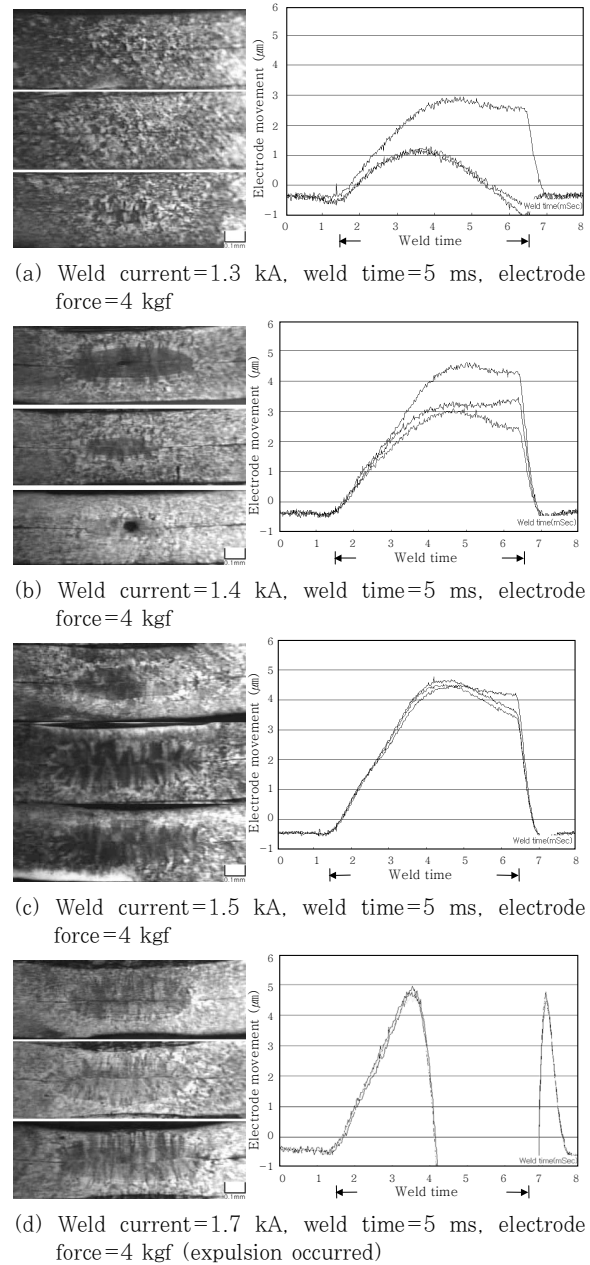 6
5
4
3
2
1
0
-1
Electrode movement (㎛)
0.1mm
Weld time(mSec)
0 1 2 3 4 5 6 7 8
Weld time
(a) Weld current=1.3 kA, weld time=5 ms, electrode
force=4 kgf
6
5
4
3
2
1
0
-1
Electrode movement (㎛)
0.1mm
Weld time(mSec)
0 1 2 3 4 5 6 7 8
Weld time
(b) Weld current=1.4 kA, weld time=5 ms, electrode
force=4 kgf
6
5
4
3
2
1
0
-1
Electrode movement (㎛)
0.1mm
Weld time(mSec)
0 1 2 3 4 5 6 7 8
Weld time
(c) Weld current=1.5 kA, weld time=5 ms, electrode
force=4 kgf
6
5
4
3
2
1
0
-1
Electrode movement (㎛)
0.1mm
Weld time(mSec)
0 1 2 3 4 5 6 7 8
Weld time
(d) Weld current=1.7 kA, weld time=5 ms, electrode
force=4 kgf (expulsion occurred)